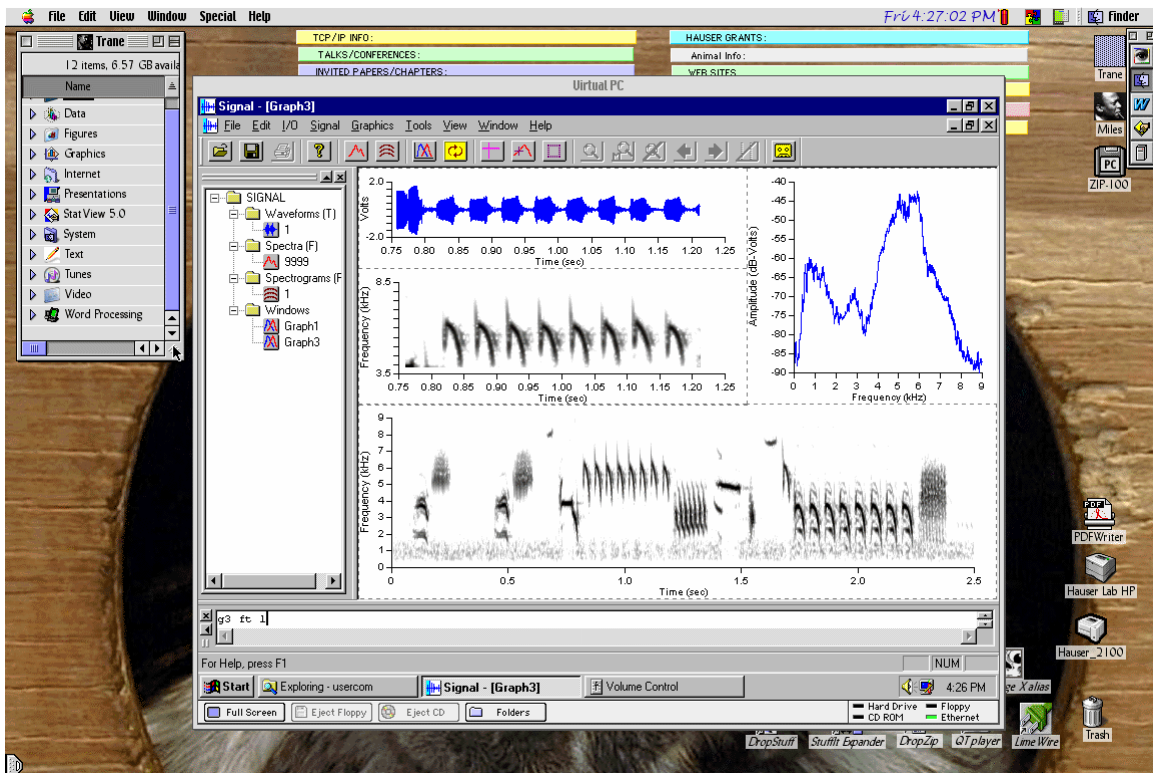 File Edit View Window Special Help
Fri 4:27:02 PM
Finder
Trane
12 items, 6.57 GB availa
Name
Data
Figures
Graphics
Internet
Presentations
StatView 5.0
System
Text
Tunes
Video
Word Processing
TCP/IP INFO:
TALKS/CONFERENCES:
INVITED PAPERS/CHAPTERS:
HAUSER GRANTS:
Animal Info:
WEB SITES
Trane
Miles
PC
ZIP-100
Virtual PC
Signal - [Graph3]
File Edit I/O Signal Graphics Tools View Window Help
SIGNAL
Waveforms (T)
1
Spectra (F)
9999
Spectrograms (F
1
Windows
Graph1
Graph3
2.0
Volts
-2.0
0.75 0.80 0.85 0.90 0.95 1.00 1.05 1.10 1.15 1.20 1.25
Time (sec)
8.5
Frequency (kHz)
3.5
0.75 0.80 0.85 0.90 0.95 1.00 1.05 1.10 1.15 1.20 1.25
Time (sec)
-40
-45
-50
-55
-60
-65
-70
-75
-80
-85
-90
Amplitude (dB-Volts)
0 1 2 3 4 5 6 7 8 9
Frequency (kHz)
9
8
7
6
5
4
3
2
1
0
Frequency (kHz)
0 0.5 1.0 1.5 2.0 2.5
Time (sec)
g3 ft 1
For Help, press F1
NUM
Start
Exploring - usercom
Signal - [Graph3]
Volume Control
4:26 PM
Full Screen
Eject Floppy
Eject CD
Folders
Hard Drive
Floppy
CD ROM
Ethernet
PDF
PDFWriter
Hauser Lab HP
Hauser_2100
ge X alias
DropStuff
StuffIt Expander
DropZip
QT player
Lime Wire
Trash